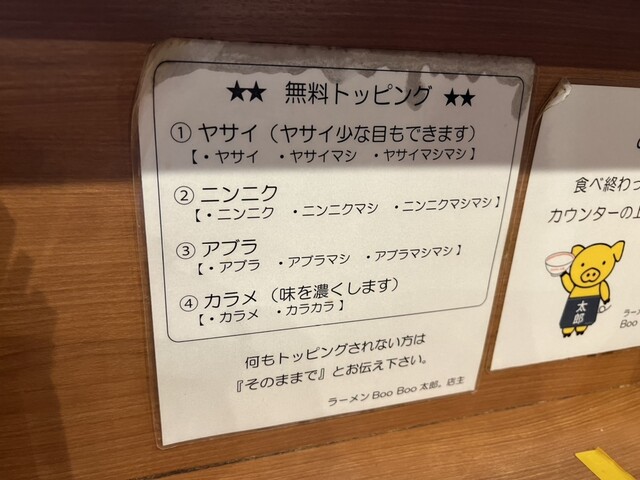 ★★ 無料トッピング ★★
① ヤサイ（ヤサイ少な目もできます）
【・ヤサイ ・ヤサイマシ ・ヤサイマシマシ】
② ニンニク
【・ニンニク ・ニンニクマシ ・ニンニクマシマシ】
③ アブラ
【・アブラ ・アブラマシ ・アブラマシマシ】
④ カラメ（味を濃くします）
【・カラメ ・カラカラ】
何もトッピングされない方は
『そのままで』とお伝え下さい。
ラーメン Boo Boo 太郎。店主
食べ終わっ
カウンターの上
太郎
ラーメ
Boo